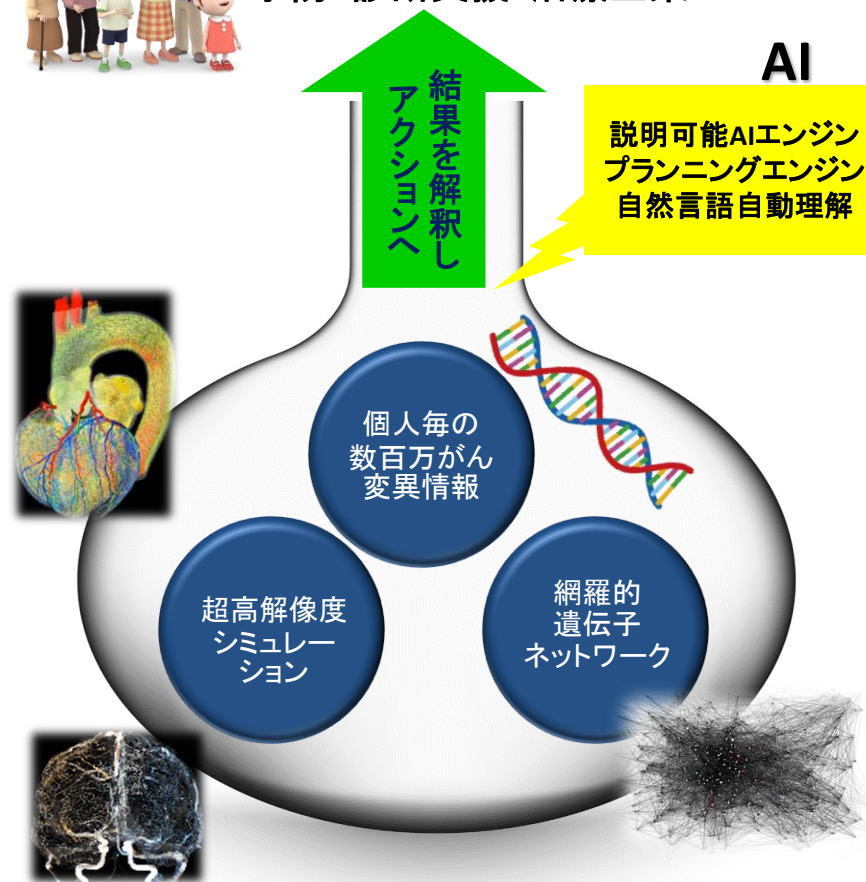 AI
結果を解釈し
アクションへ
説明可能AIエンジン
プランニングエンジン
自然言語自動理解
個人毎の
数百万がん
変異情報
超高解像度
シミュレー
ション
網羅的
遺伝子
ネットワーク